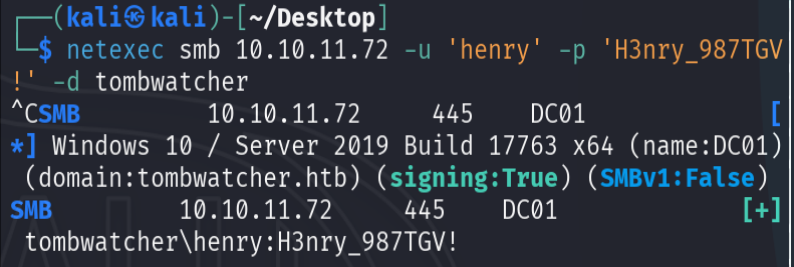 ┌──(kali㉿kali)-[~/Desktop]
└─$ netexec smb 10.10.11.72 -u 'henry' -p 'H3nry_987TGV
!' -d tombwatcher
^CSMB         10.10.11.72     445    DC01             [
*] Windows 10 / Server 2019 Build 17763 x64 (name:DC01)
 (domain:tombwatcher.htb) (signing:True) (SMBv1:False)
SMB         10.10.11.72     445    DC01             [+]
 tombwatcher\henry:H3nry_987TGV!